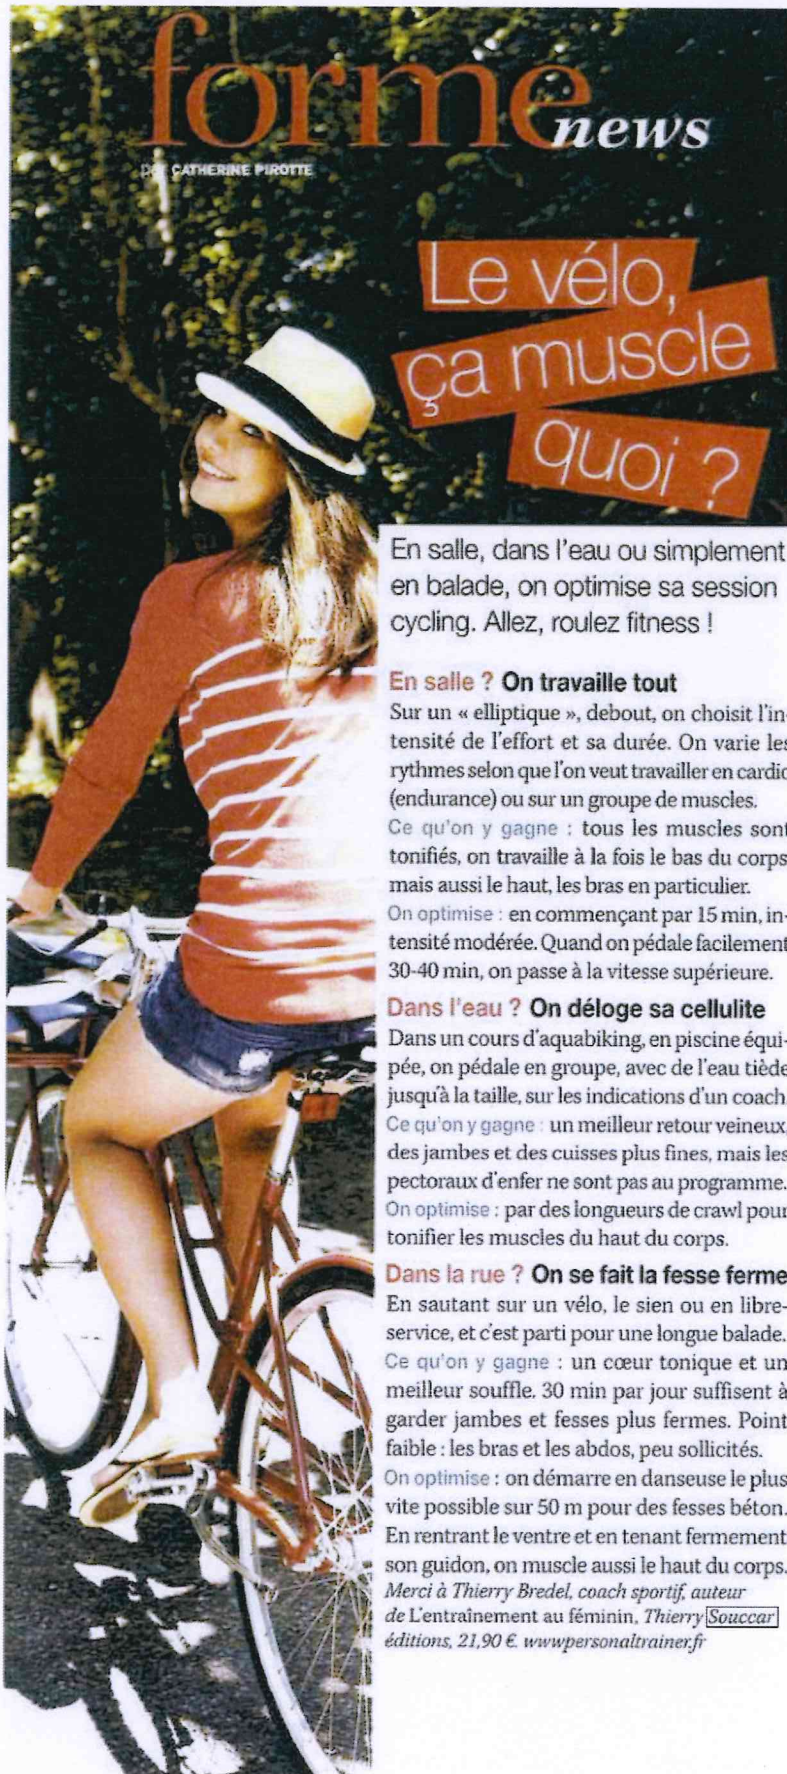 forme
news
par CATHERINE PIROTTE
Le vélo,
ça muscle
quoi ?
En salle, dans l'eau ou simplement
en balade, on optimise sa session
cycling. Allez, roulez fitness !
En salle ? On travaille tout
Sur un « elliptique », debout, on choisit l'in-
tensité de l'effort et sa durée. On varie les
rythmes selon que l'on veut travailler en cardio
(endurance) ou sur un groupe de muscles.
Ce qu'on y gagne : tous les muscles sont
tonifiés, on travaille à la fois le bas du corps
mais aussi le haut, les bras en particulier.
On optimise : en commençant par 15 min, in-
tensité modérée. Quand on pédale facilement
30-40 min, on passe à la vitesse supérieure.
Dans l'eau ? On déloge sa cellulite
Dans un cours d'aquabiking, en piscine équi-
pée, on pédale en groupe, avec de l'eau tiède
jusqu'à la taille, sur les indications d'un coach.
Ce qu'on y gagne : un meilleur retour veineux,
des jambes et des cuisses plus fines, mais les
pectoraux d'enfer ne sont pas au programme.
On optimise : par des longueurs de crawl pour
tonifier les muscles du haut du corps.
Dans la rue ? On se fait la fesse ferme
En sautant sur un vélo, le sien ou en libre-
service, et c'est parti pour une longue balade.
Ce qu'on y gagne : un cœur tonique et un
meilleur souffle. 30 min par jour suffisent à
garder jambes et fesses plus fermes. Point
faible : les bras et les abdos, peu sollicités.
On optimise : on démarre en danseuse le plus
vite possible sur 50 m pour des fesses béton.
En rentrant le ventre et en tenant fermement
son guidon, on muscle aussi le haut du corps.
Merci à Thierry Bredel, coach sportif, auteur
de L'entraînement au féminin, Thierry Souccar
éditions, 21,90 €. wwwpersonaltrainer.fr